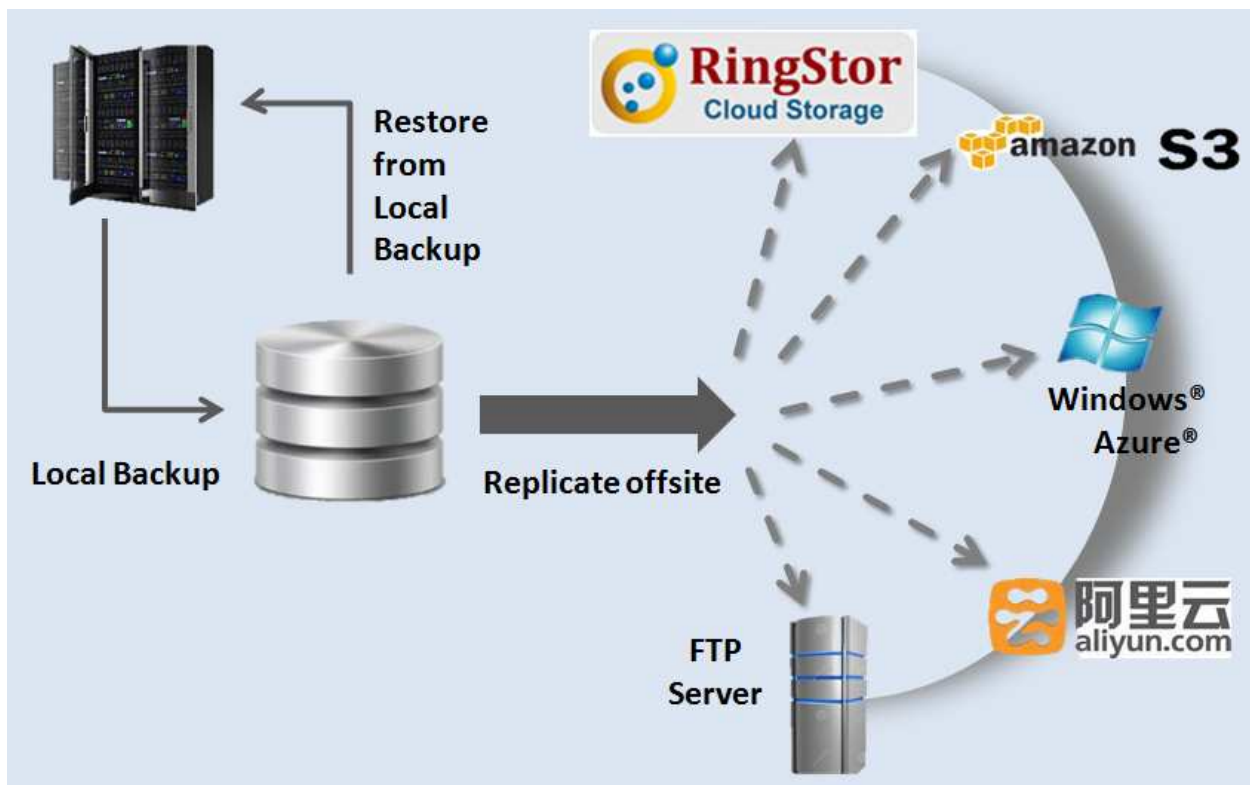 Restore
from
Local
Backup
RingStor
Cloud Storage
amazon S3
Windows®
Azure®
Local Backup
Replicate offsite
阿里云
aliyun.com
FTP
Server